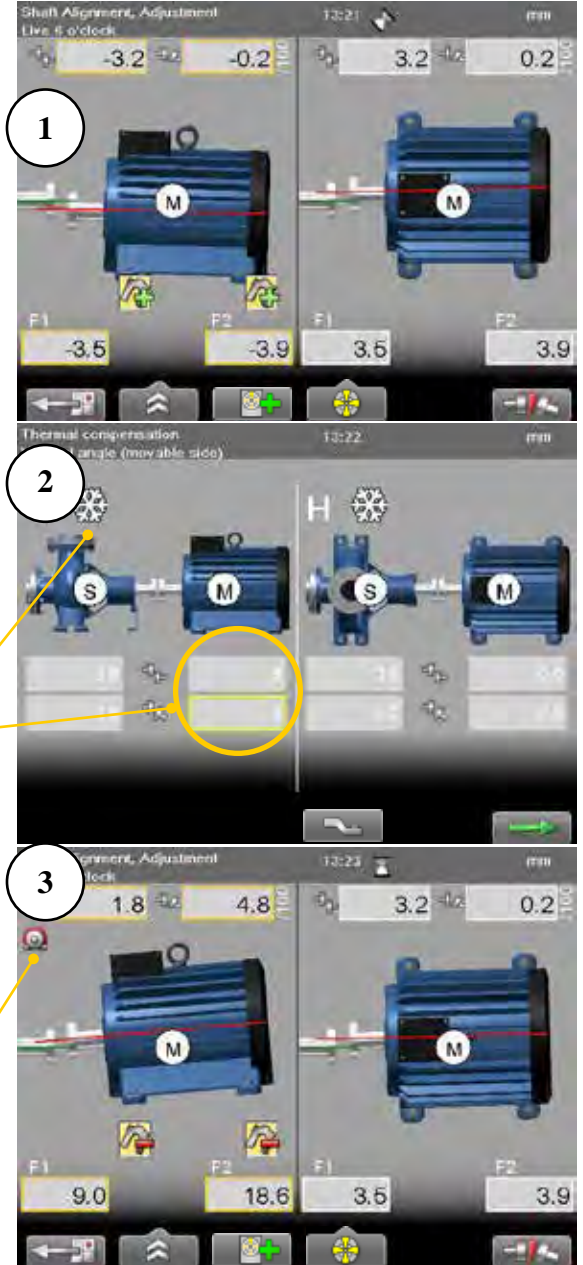 Shaft Alignment, Adjustment 13:21 mm
Live 6 o'clock
-3.2 -0.2 /100 3.2 0.2
1
M M
F1 F2 F1 F2
-3.5 -3.9 3.5 3.9
Thermal compensation 13:22 mm
angle (movable side)
2
H
S M S M
Alignment, Adjustment 13:23 mm
o'clock
3
1.8 4.8 /100 3.2 0.2
M M
F1 F2 F1 F2
9.0 18.6 3.5 3.9